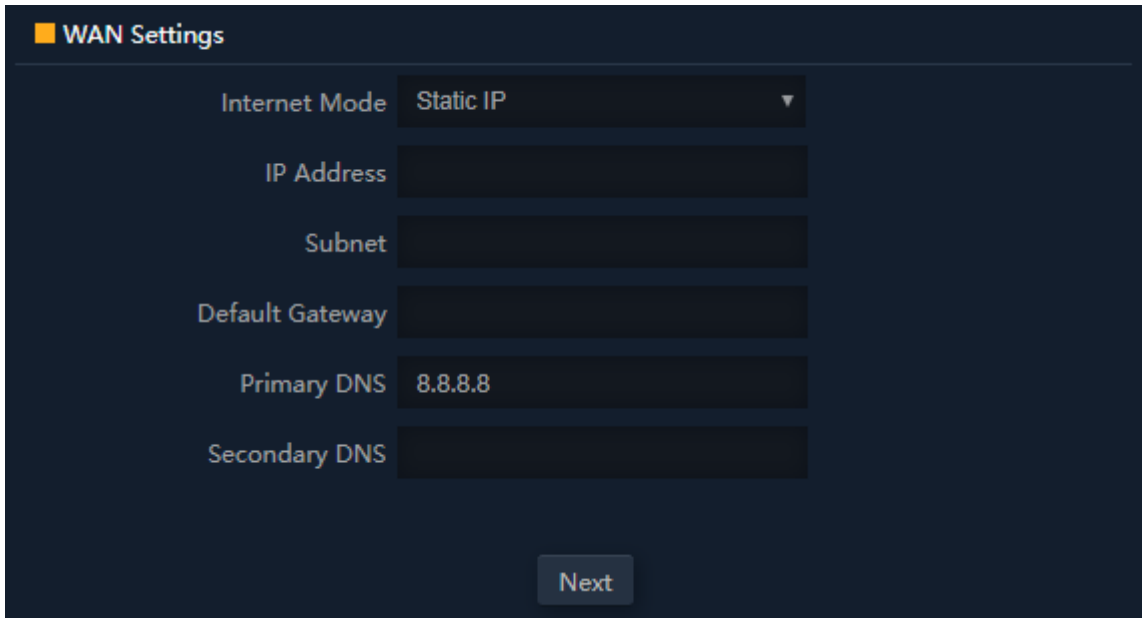 WAN Settings
Internet Mode Static IP
IP Address
Subnet
Default Gateway
Primary DNS 8.8.8.8
Secondary DNS
Next